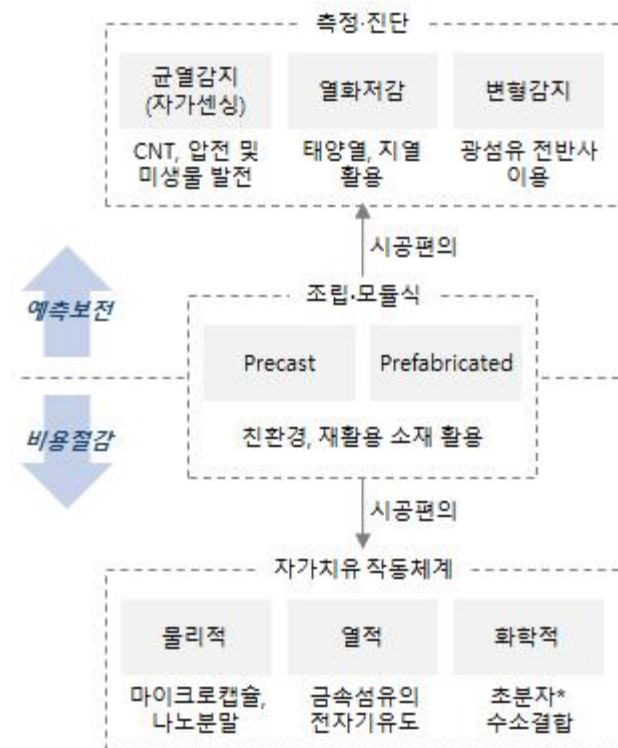 측정·진단
균열감지
(자가센싱)
열화저감
변형감지
CNT, 압전 및
미생물 발전
태양열, 지열
활용
광섬유 전반사
이용
시공편의
예측보전
조립·모듈식
Precast
Prefabricated
친환경, 재활용 소재 활용
비용절감
시공편의
자가치유 작동체계
물리적
열적
화학적
마이크로캡슐,
나노분말
금속섬유의
전자기유도
초분자*
수소결합